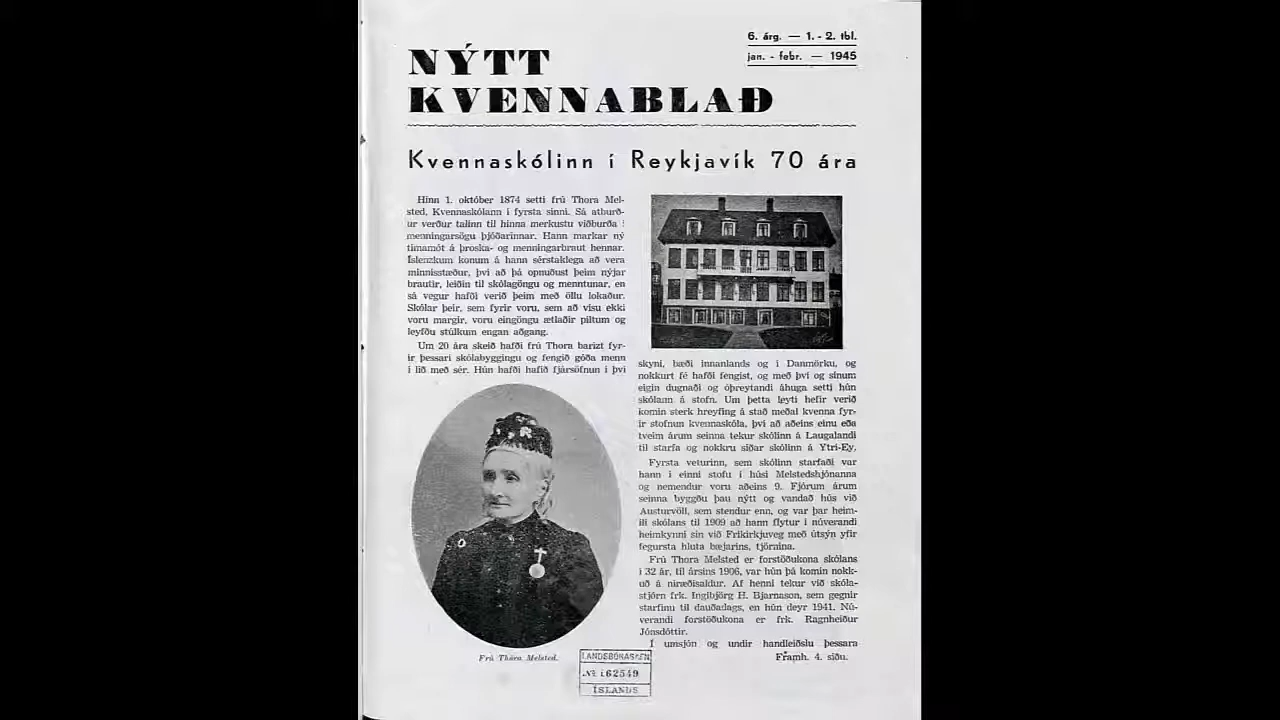 6. árg. — 1. - 2. tbl.
jan. - febr. — 1945
NÝTT
KVENNABLAÐ
Kvennaskólinn í Reykjavík 70 ára
Hinn 1. október 1874 setti frú Thora Mel-
sted, Kvennaskólann í fyrsta sinni. Sá atburð-
ur verður talinn til hinna merkustu viðburða í
menningarsögu þjóðarinnar. Hann markar ný
tímamót á þroska- og menningarbraut hennar.
Íslenzkum konum á hann sérstaklega að vera
minnisstæður, því að þá opnuðust þeim nýjar
brautir, leiðin til skólagöngu og menntunar, en
sá vegur hafði verið þeim með öllu lokaður.
Skólar þeir, sem fyrir voru, sem að vísu ekki
voru margir, voru eingöngu ætlaðir piltum og
leyfðu stúlkum engan aðgang.
Um 20 ára skeið hafði frú Thora barizt fyr-
ir þessari skólabyggingu og fengið góða menn
í lið með sér. Hún hafði hafið fjársöfnun í því
Frú Thora Melsted.
skyni, bæði innanlands og í Danmörku, og
nokkurt fé hafði fengist, og með því og sínum
eigin dugnaði og óþreytandi áhuga setti hún
skólann á stofn. Um þetta leyti hefir verið
komin sterk hreyfing á stað meðal kvenna fyr-
ir stofnun kvennaskóla, því að aðeins einu eða
tveim árum seinna tekur skólinn á Laugalandi
til starfa og nokkru síðar skólinn á Ytri-Ey.
Fyrsta veturinn, sem skólinn starfaði var
hann í einni stofu í húsi Melstedshjónanna
og nemendur voru aðeins 9. Fjórum árum
seinna byggðu þau nýtt og vandað hús við
Austurvöll, sem stendur enn, og var þar heim-
ili skólans til 1909 að hann flytur í núverandi
heimkynni sín við Fríkirkjuveg með útsýn yfir
fegursta hluta bæjarins, tjörnina.
Frú Thora Melsted er forstöðukona skólans
í 32 ár, til ársins 1906, var hún þá komin nokk-
uð á níræðisaldur. Af henni tekur við skóla-
stjórn frk. Ingibjörg H. Bjarnason, sem gegnir
starfinu til dauðadags, en hún deyr 1941. Nú-
verandi forstöðukona er frk. Ragnheiður
Jónsdóttir.
Í umsjón og undir handleiðslu þessara
Framh. 4. síðu.
LANDSBÓKASAFN
№ 162549
ÍSLANDS